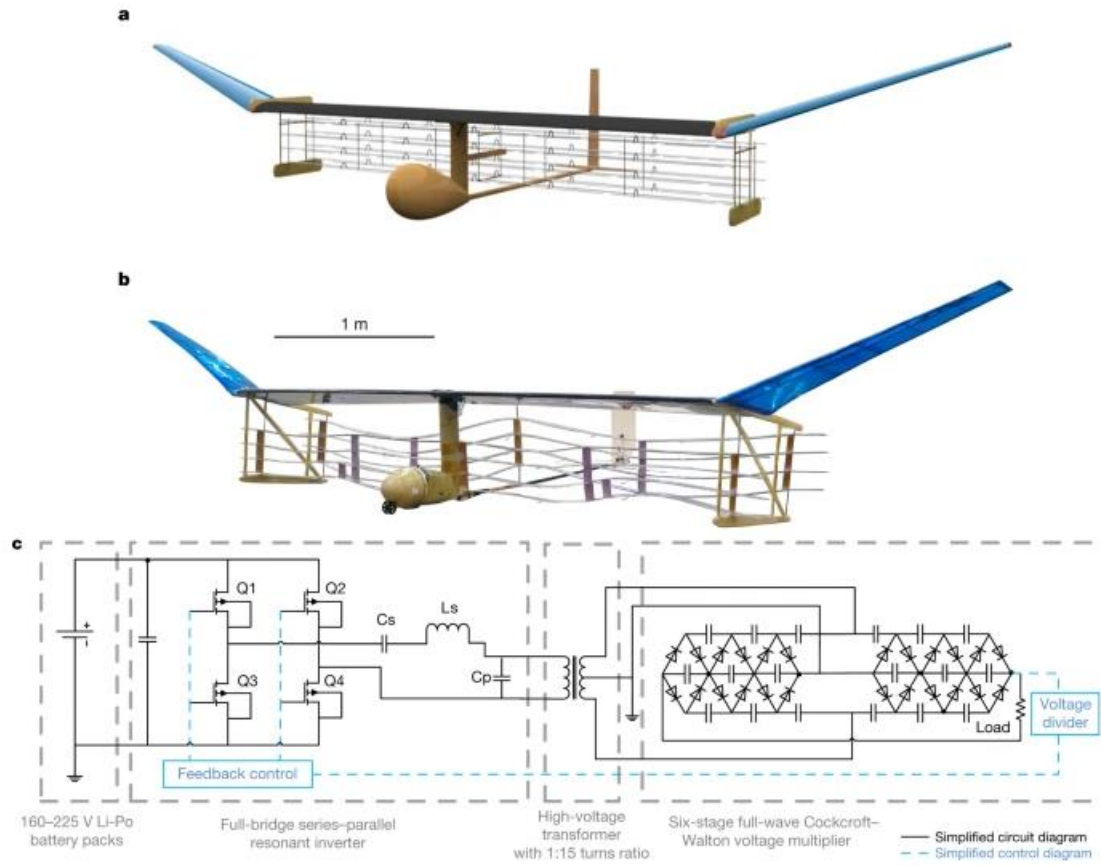 a
b
1 m
c
Q1
Q2
Cs
Ls
Cp
Q3
Q4
+
-
Load
Voltage
divider
Feedback control
160–225 V Li-Po
battery packs
Full-bridge series–parallel
resonant inverter
High-voltage
transformer
with 1:15 turns ratio
Six-stage full-wave Cockcroft–
Walton voltage multiplier
Simplified circuit diagram
Simplified control diagram